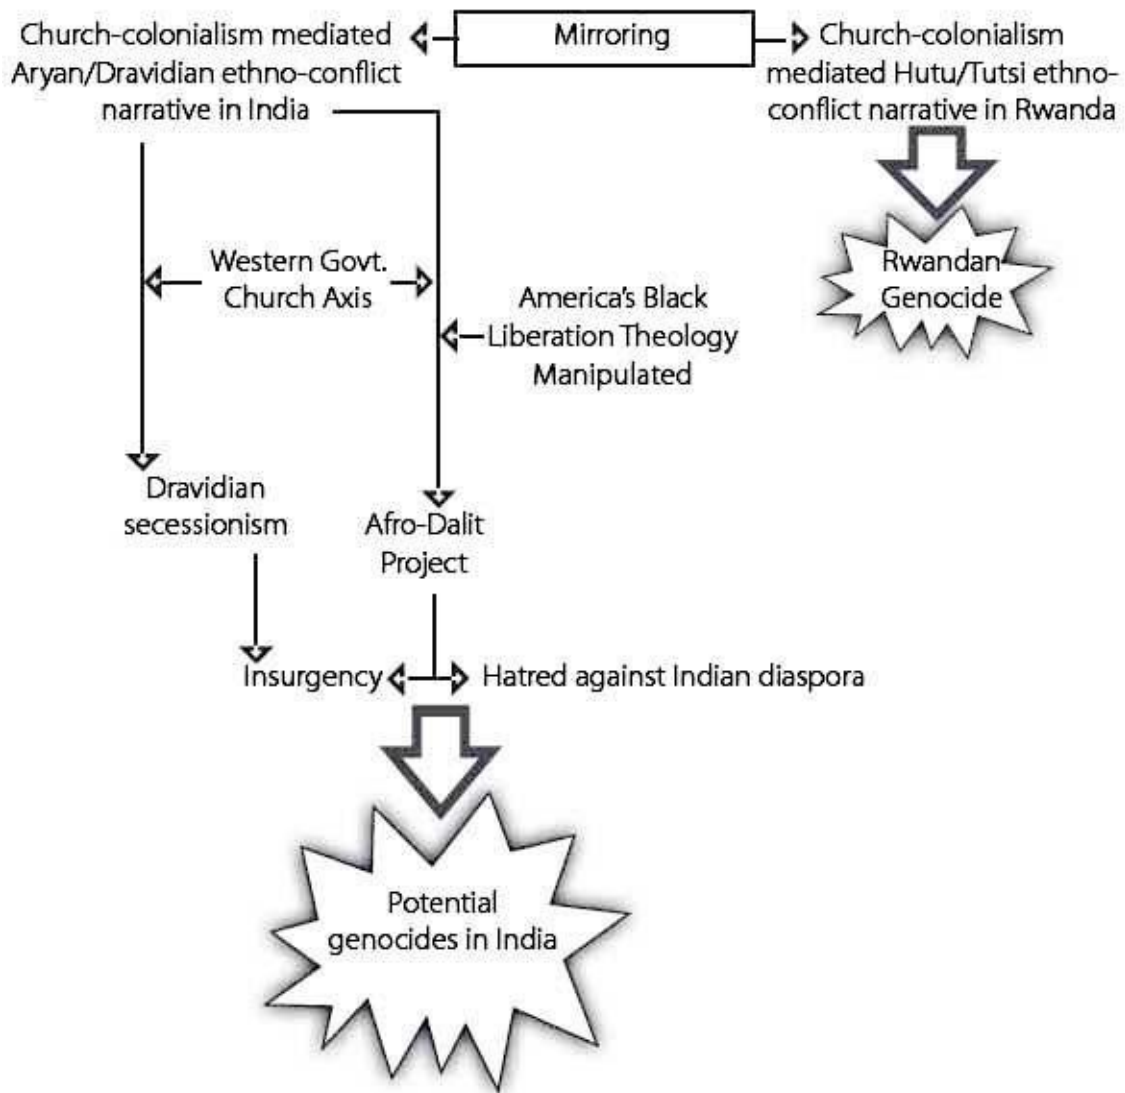 Church-colonialism mediated
Aryan/Dravidian ethno-conflict
narrative in India
Mirroring
Church-colonialism
mediated Hutu/Tutsi ethno-
conflict narrative in Rwanda
Rwandan
Genocide
Western Govt.
Church Axis
America's Black
Liberation Theology
Manipulated
Dravidian
secessionism
Afro-Dalit
Project
Insurgency
Hatred against Indian diaspora
Potential
genocides in India